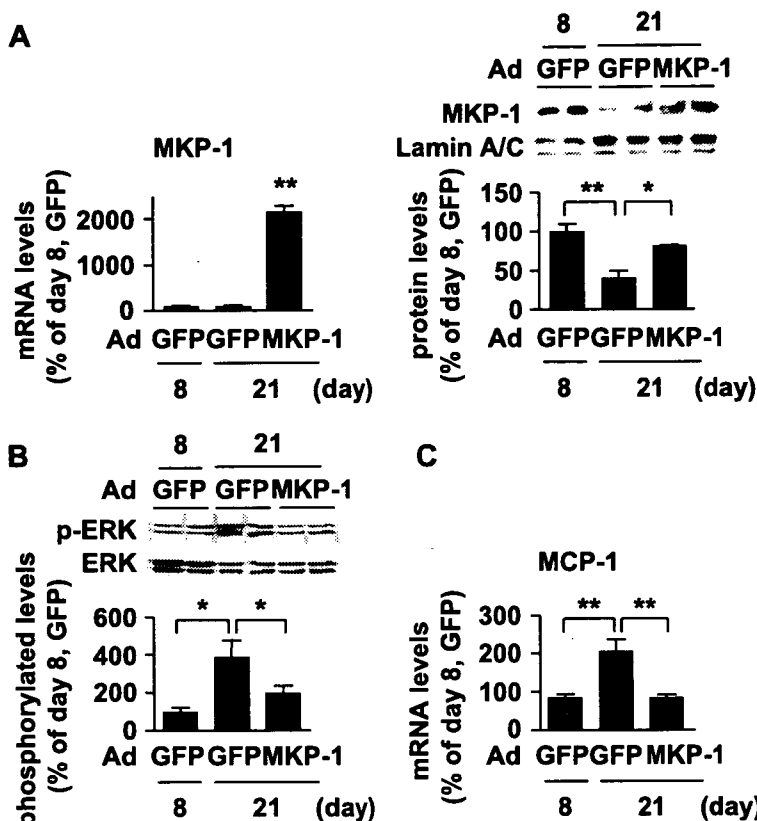 A
MKP-1
mRNA levels
(% of day 8, GFP)
2000
1000
0
**
Ad GFP GFP MKP-1
8 21 (day)
8 21
Ad GFP GFP MKP-1
MKP-1
Lamin A/C
protein levels
(% of day 8, GFP)
150
100
50
0
** *
Ad GFP GFP MKP-1
8 21 (day)
B
8 21
Ad GFP GFP MKP-1
p-ERK
ERK
phosphorylated levels
(% of day 8, GFP)
600
400
200
0
* *
Ad GFP GFP MKP-1
8 21 (day)
C
MCP-1
mRNA levels
(% of day 8, GFP)
300
200
100
0
** **
Ad GFP GFP MKP-1
8 21 (day)